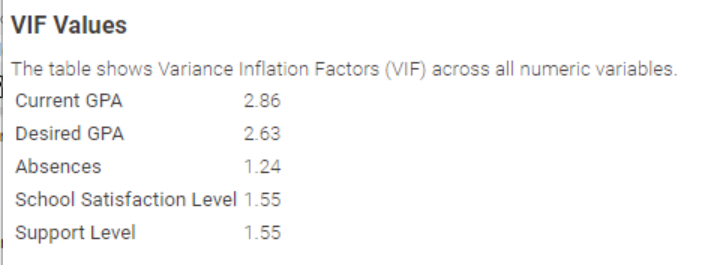 VIF Values
The table shows Variance Inflation Factors (VIF) across all numeric variables.
Current GPA 2.86
Desired GPA 2.63
Absences 1.24
School Satisfaction Level 1.55
Support Level 1.55